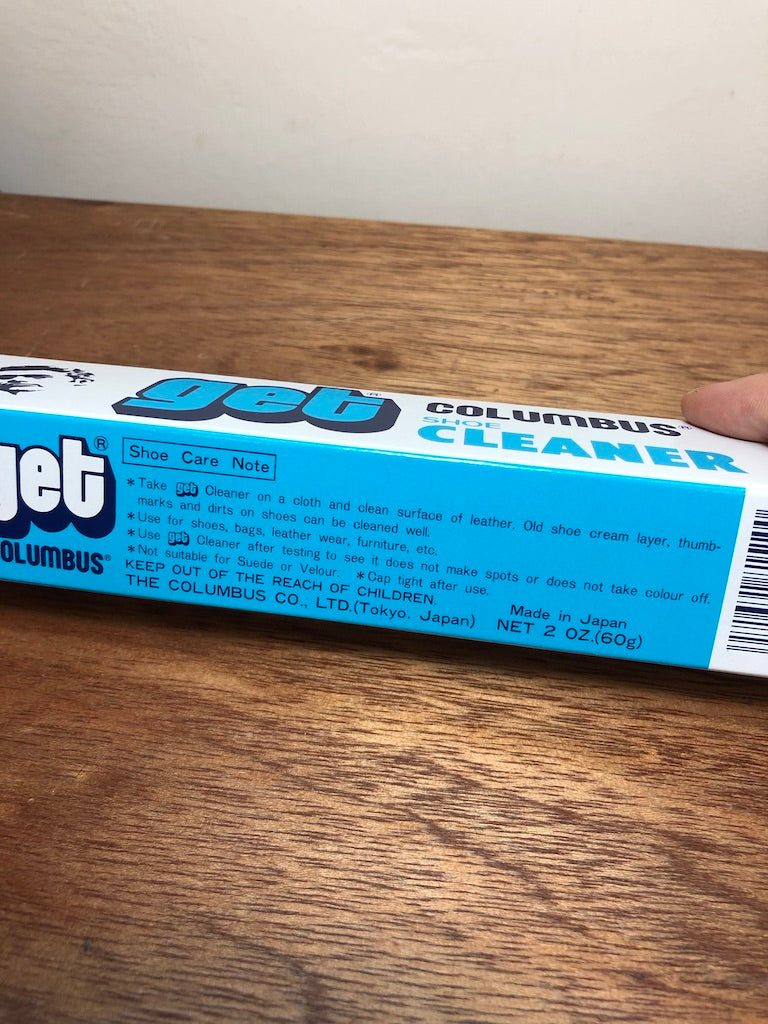 get®
COLUMBUS®
SHOE
CLEANER
get®
COLUMBUS®
Shoe Care Note
*Take get Cleaner on a cloth and clean surface of leather. Old shoe cream layer, thumb-
marks and dirts on shoes can be cleaned well.
*Use for shoes, bags, leather wear, furniture, etc.
*Use get Cleaner after testing to see it does not make spots or does not take colour off.
*Not suitable for Suede or Velour. *Cap tight after use.
KEEP OUT OF THE REACH OF CHILDREN.
THE COLUMBUS CO., LTD.(Tokyo. Japan)
Made in Japan
NET 2 OZ.(60g)